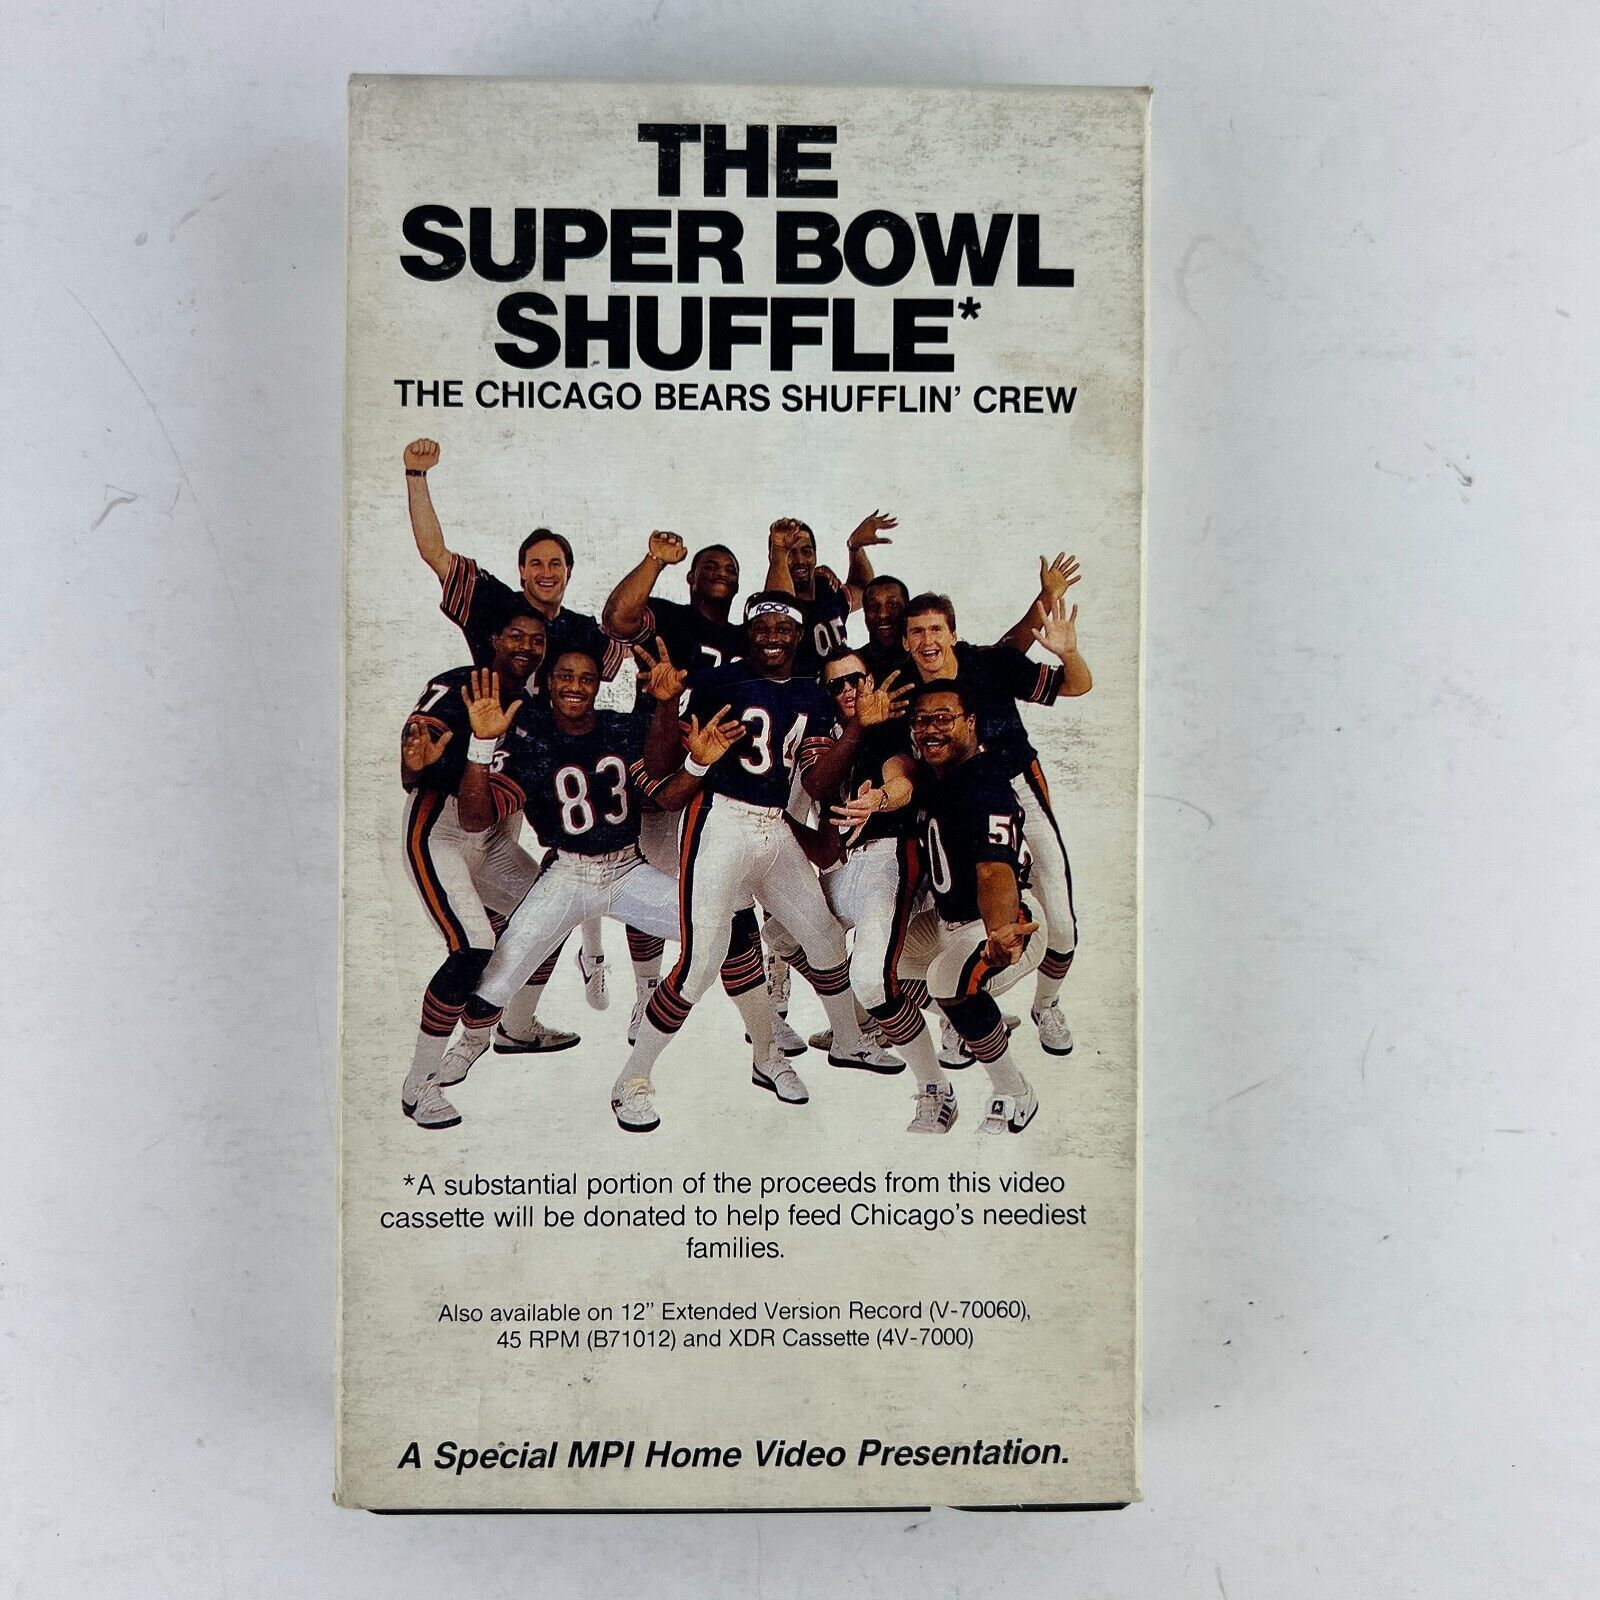 THE
SUPER BOWL
SHUFFLE*
THE CHICAGO BEARS SHUFFLIN' CREW
83
34
50
*A substantial portion of the proceeds from this video
cassette will be donated to help feed Chicago's neediest
families.
Also available on 12" Extended Version Record (V-70060),
45 RPM (B71012) and XDR Cassette (4V-7000)
A Special MPI Home Video Presentation.